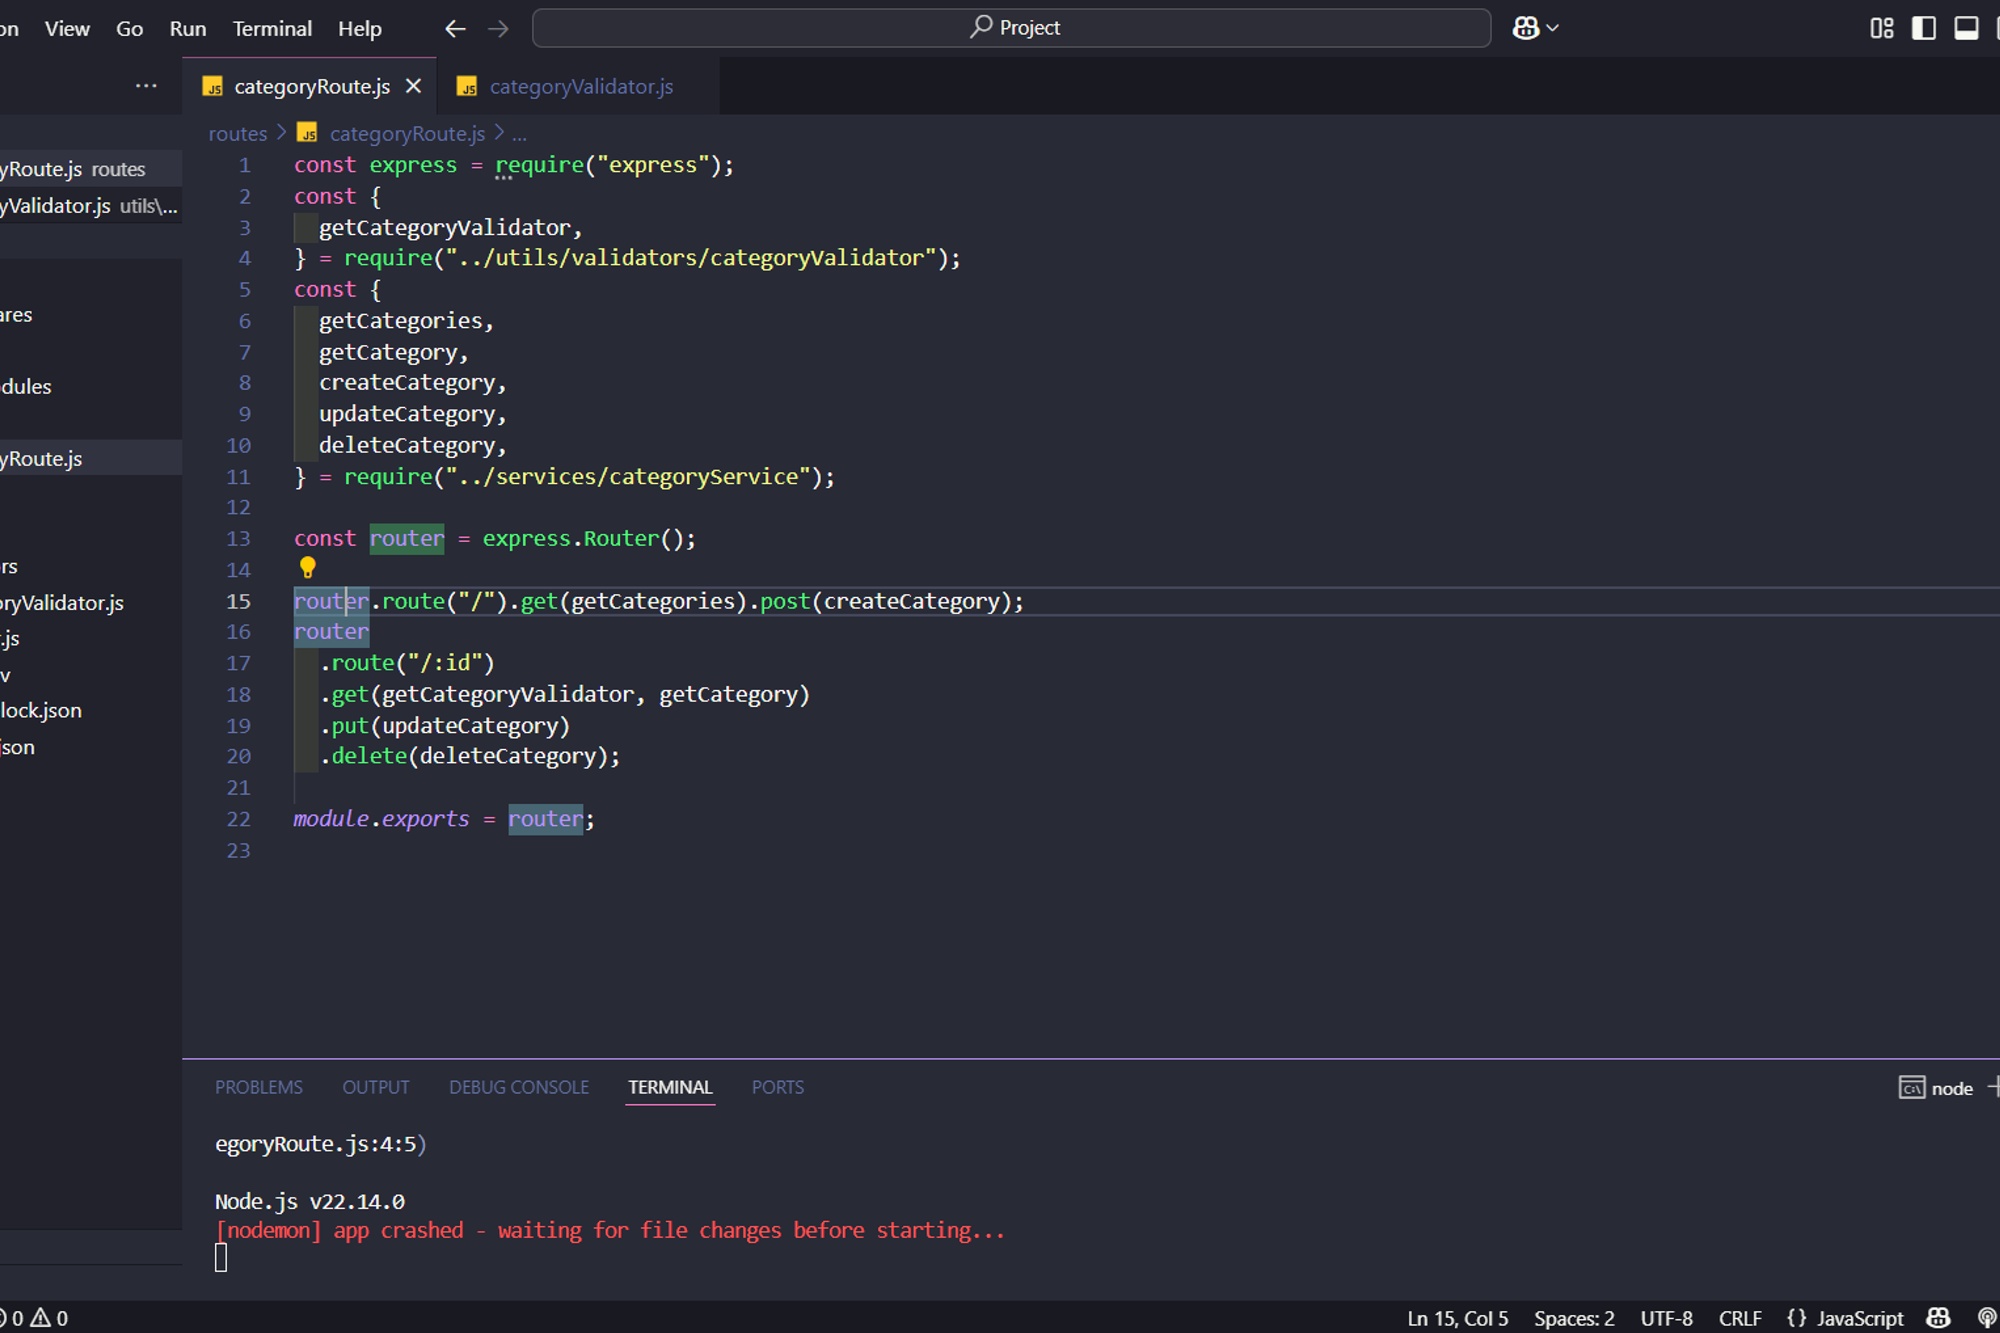 on View Go Run Terminal Help Project
categoryRoute.js categoryValidator.js
routes > categoryRoute.js > ...
yRoute.js routes
yValidator.js utils\...
ares
dules
yRoute.js
rs
oryValidator.js
.js
v
lock.json
json
1 const express = require("express");
2 const {
3 getCategoryValidator,
4 } = require("../utils/validators/categoryValidator");
5 const {
6 getCategories,
7 getCategory,
8 createCategory,
9 updateCategory,
10 deleteCategory,
11 } = require("../services/categoryService");
12
13 const router = express.Router();
14
15 router.route("/").get(getCategories).post(createCategory);
16 router
17 .route("/:id")
18 .get(getCategoryValidator, getCategory)
19 .put(updateCategory)
20 .delete(deleteCategory);
21
22 module.exports = router;
23
PROBLEMS OUTPUT DEBUG CONSOLE TERMINAL PORTS node
egoryRoute.js:4:5)
Node.js v22.14.0
[nodemon] app crashed - waiting for file changes before starting...
0 0 Ln 15, Col 5 Spaces: 2 UTF-8 CRLF {} JavaScript